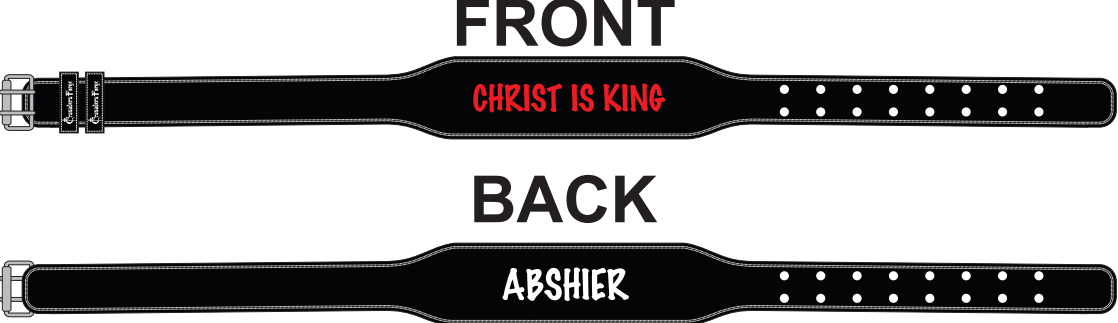 FRONT
CHRIST IS KING
BACK
ABSHIER